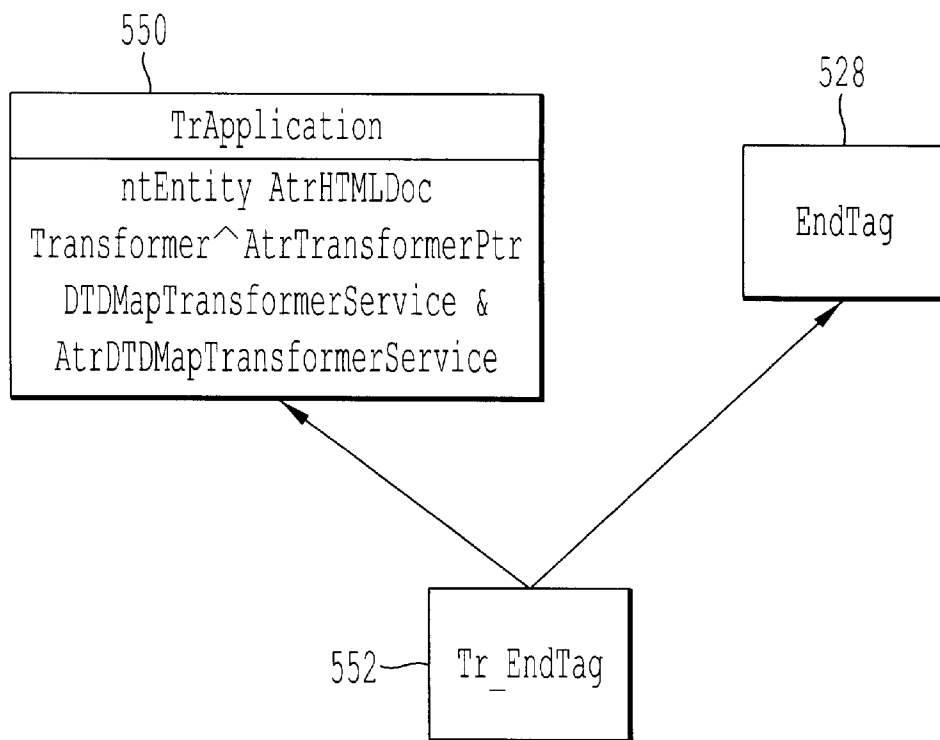 550
TrApplication
ntEntity AtrHTMLDoc
Transformer^AtrTransformerPtr
DTDMapTransformerService &
AtrDTDMapTransformerService
528
EndTag
552
Tr_EndTag